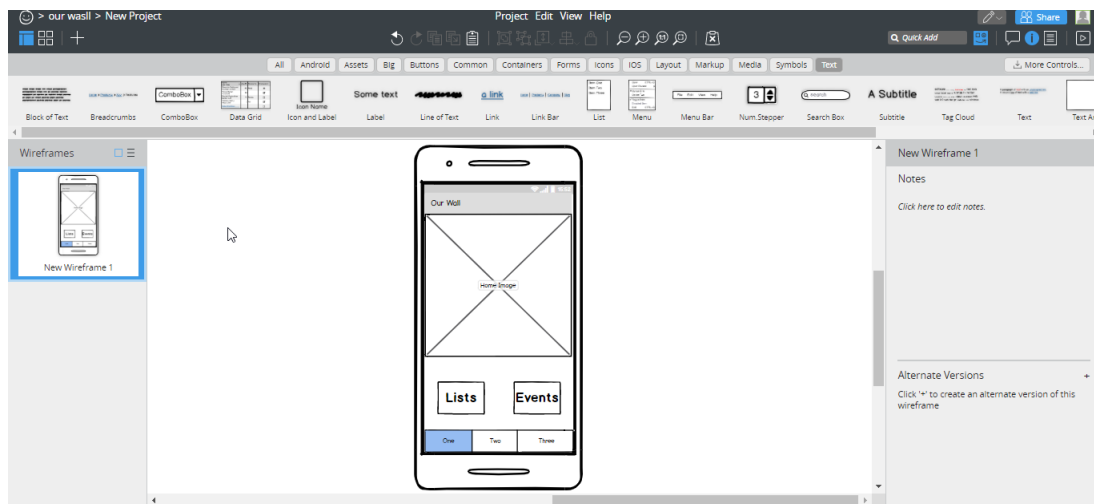 > our wasll > New Project
Project Edit View Help
Share
Quick Add
All Android Assets Big Buttons Common Containers Forms Icons iOS Layout Markup Media Symbols Text
More Controls...
ComboBox
Icon Name
Some text
a link
3
search
A Subtitle
Block of Text
Breadcrumbs
ComboBox
Data Grid
Icon and Label
Label
Line of Text
Link
Link Bar
List
Menu
Menu Bar
Num.Stepper
Search Box
Subtitle
Tag Cloud
Text
Text Ar
Wireframes
New Wireframe 1
Our Wall
Home Image
Lists
Events
One
Two
Three
New Wireframe 1
Notes
Click here to edit notes.
Alternate Versions +
Click '+' to create an alternate version of this
wireframe